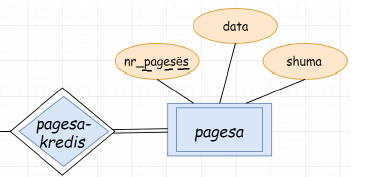 data
nr_pagesës
shuma
pagesa-
kredis
pagesa